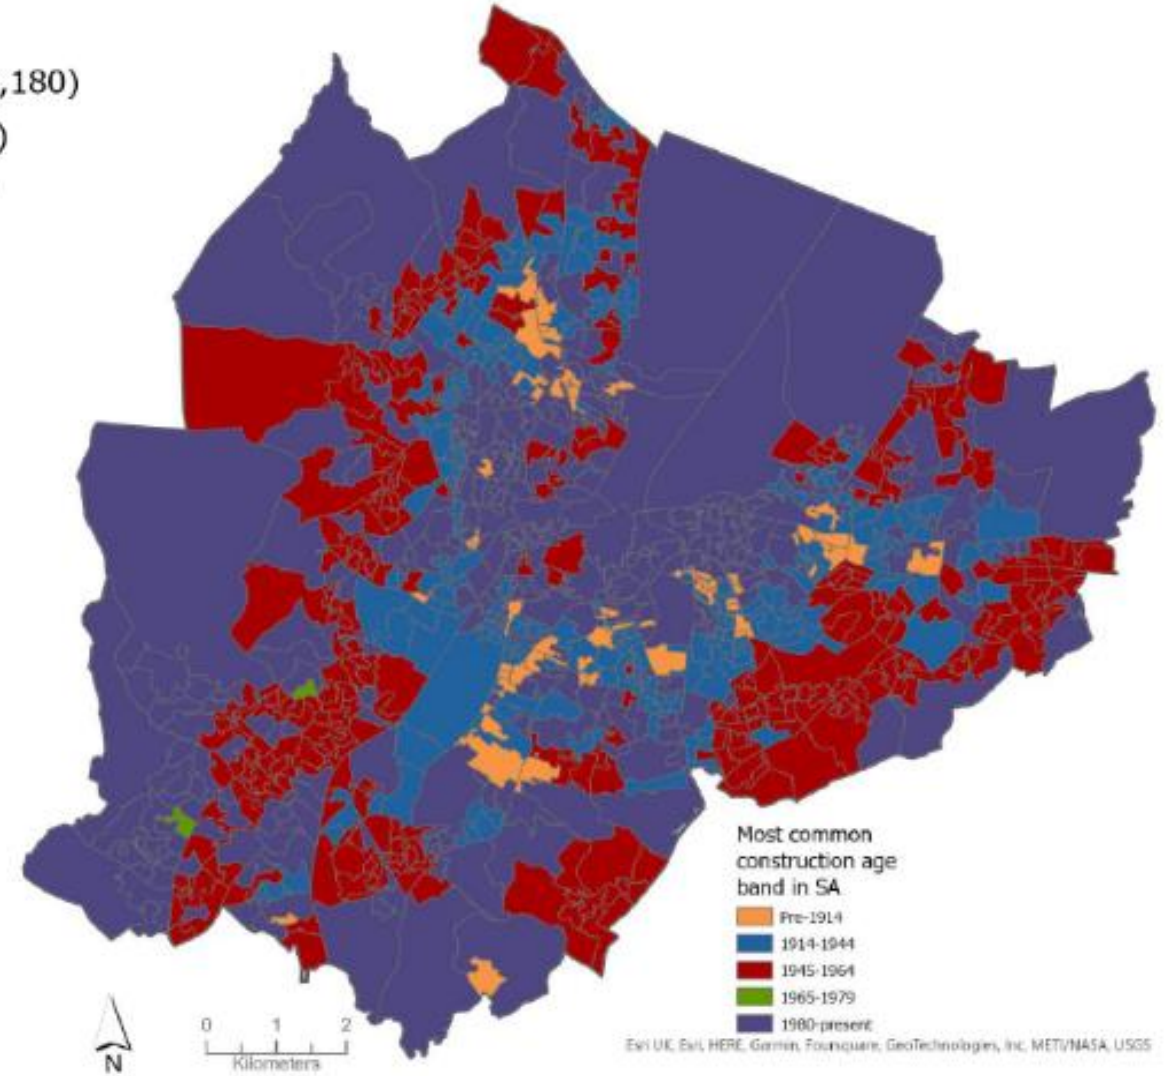 ,180)
)
Most common
construction age
band in SA
Pre-1914
1914-1944
1945-1964
1965-1979
1980-present
N
0 1 2
Kilometers
Esri UK, Esri, HERE, Garmin, Foursquare, GeoTechnologies, Inc, METI/NASA, USGS